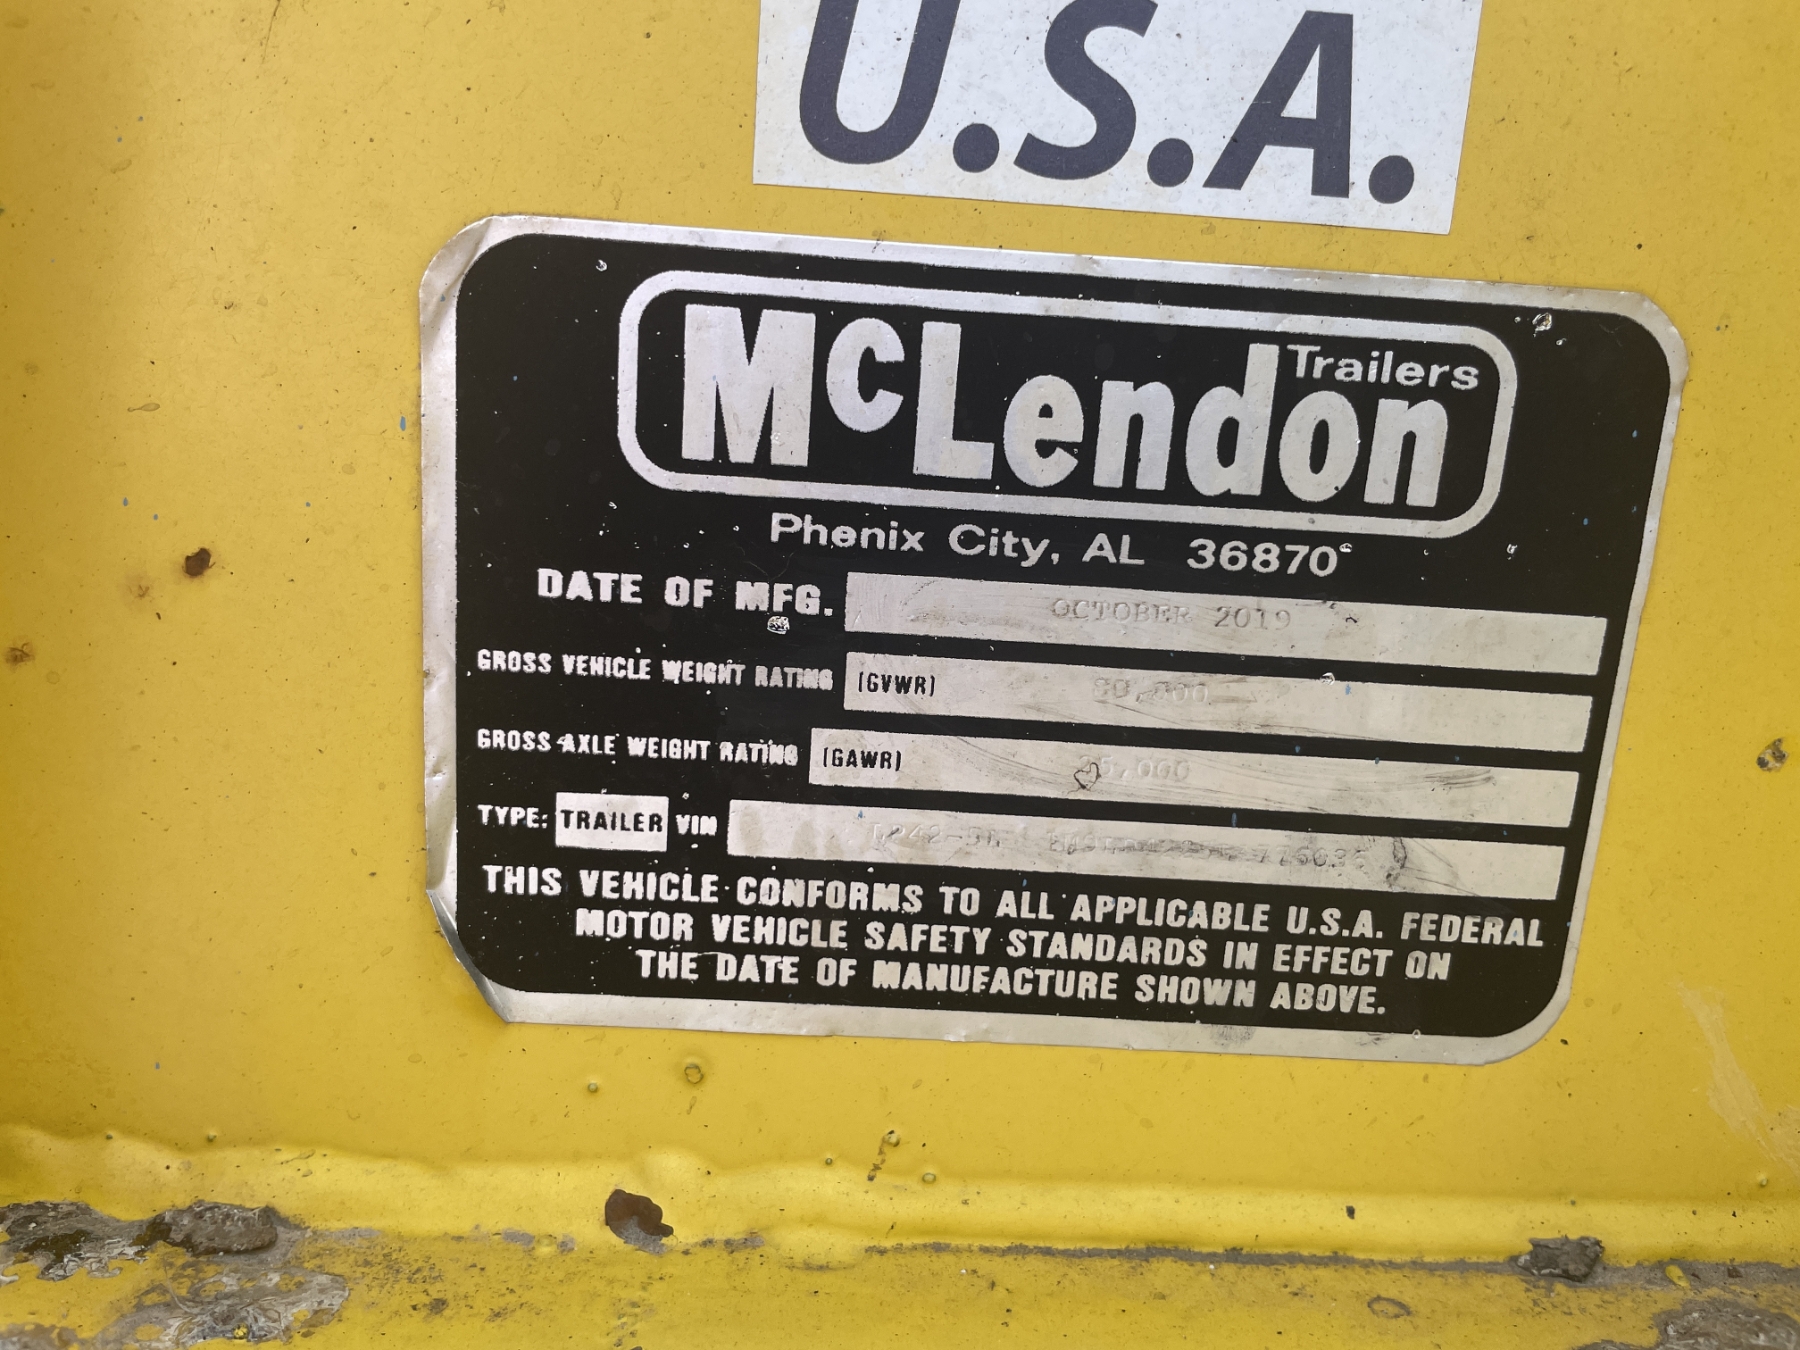 U.S.A.
McLendon Trailers
Phenix City, AL 36870
DATE OF MFG. OCTOBER 2019
GROSS VEHICLE WEIGHT RATING (GVWR) 80,000
GROSS AXLE WEIGHT RATING (GAWR)
TYPE: TRAILER VIN
THIS VEHICLE CONFORMS TO ALL APPLICABLE U.S.A. FEDERAL
MOTOR VEHICLE SAFETY STANDARDS IN EFFECT ON
THE DATE OF MANUFACTURE SHOWN ABOVE.